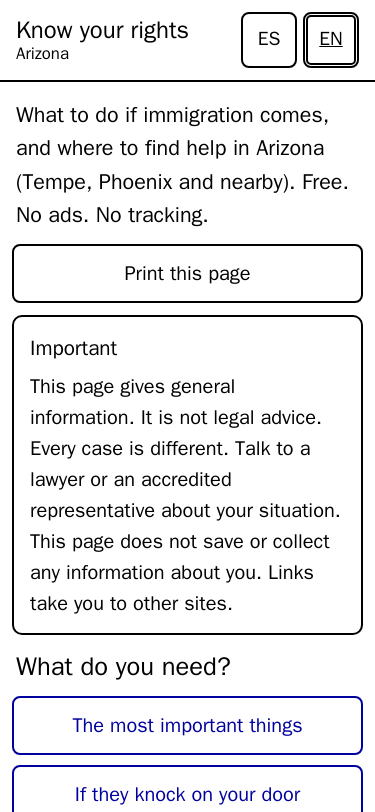 Know your rights
Arizona
ES
EN
What to do if immigration comes,
and where to find help in Arizona
(Tempe, Phoenix and nearby). Free.
No ads. No tracking.
Print this page
Important
This page gives general
information. It is not legal advice.
Every case is different. Talk to a
lawyer or an accredited
representative about your situation.
This page does not save or collect
any information about you. Links
take you to other sites.
What do you need?
The most important things
If they knock on your door